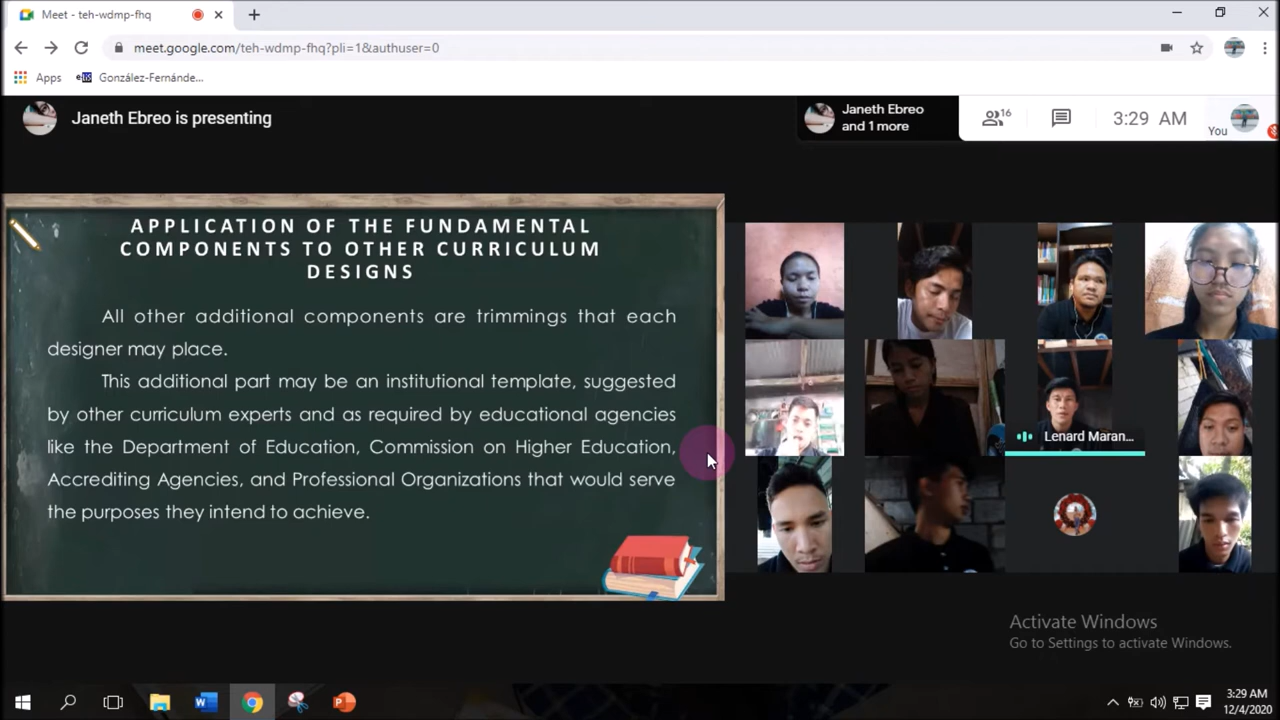 Meet - teh-wdmp-fhq
meet.google.com/teh-wdmp-fhq?pli=1&authuser=0
Apps
González-Fernánde...
Janeth Ebreo is presenting
Janeth Ebreo
and 1 more
16
3:29 AM
You
APPLICATION OF THE FUNDAMENTAL
COMPONENTS TO OTHER CURRICULUM
DESIGNS
All other additional components are trimmings that each
designer may place.
This additional part may be an institutional template, suggested
by other curriculum experts and as required by educational agencies
like the Department of Education, Commission on Higher Education,
Accrediting Agencies, and Professional Organizations that would serve
the purposes they intend to achieve.
Lenard Maran...
Activate Windows
Go to Settings to activate Windows.
3:29 AM
12/4/2020